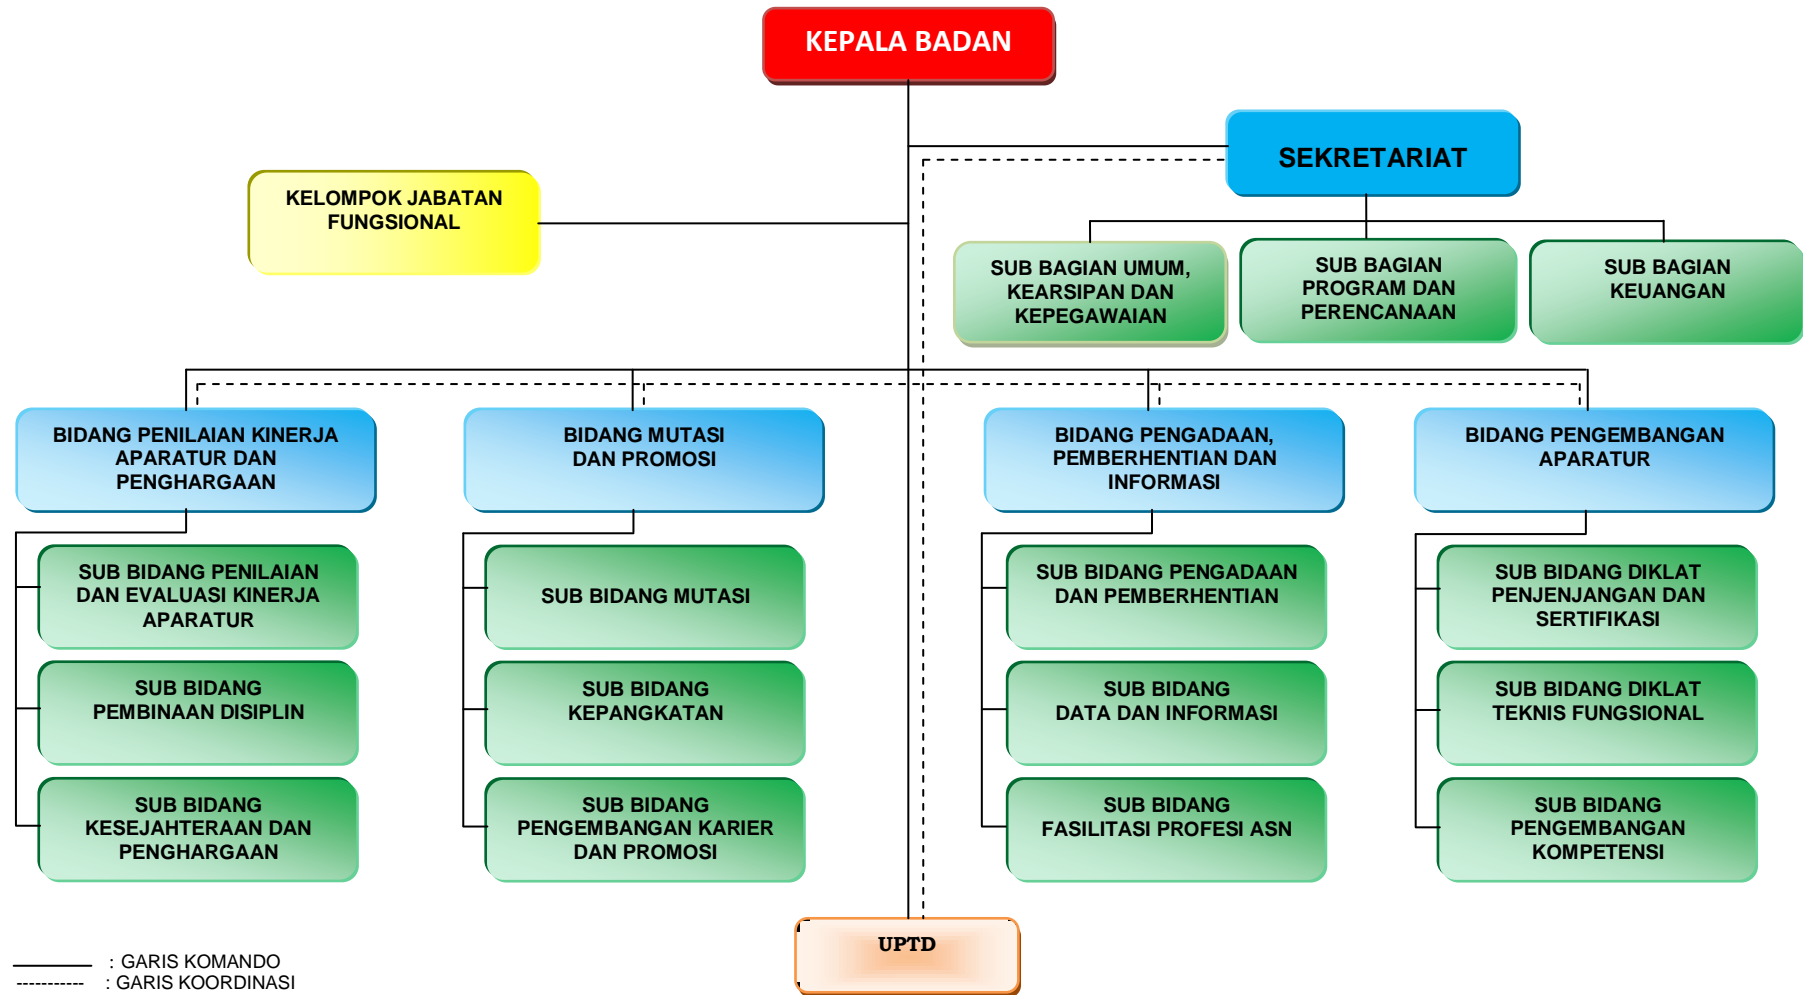 KEPALA BADAN
SEKRETARIAT
KELOMPOK JABATAN
FUNGSIONAL
SUB BAGIAN UMUM,
KEARSIPAN DAN
KEPEGAWAIAN
SUB BAGIAN
PROGRAM DAN
PERENCANAAN
SUB BAGIAN
KEUANGAN
BIDANG PENILAIAN KINERJA
APARATUR DAN
PENGHARGAAN
BIDANG MUTASI
DAN PROMOSI
BIDANG PENGADAAN,
PEMBERHENTIAN DAN
INFORMASI
BIDANG PENGEMBANGAN
APARATUR
SUB BIDANG PENILAIAN
DAN EVALUASI KINERJA
APARATUR
SUB BIDANG MUTASI
SUB BIDANG PENGADAAN
DAN PEMBERHENTIAN
SUB BIDANG DIKLAT
PENJENJANGAN DAN
SERTIFIKASI
SUB BIDANG
PEMBINAAN DISIPLIN
SUB BIDANG
KEPANGKATAN
SUB BIDANG
DATA DAN INFORMASI
SUB BIDANG DIKLAT
TEKNIS FUNGSIONAL
SUB BIDANG
KESEJAHTERAAN DAN
PENGHARGAAN
SUB BIDANG
PENGEMBANGAN KARIER
DAN PROMOSI
SUB BIDANG
FASILITASI PROFESI ASN
SUB BIDANG
PENGEMBANGAN
KOMPETENSI
UPTD
: GARIS KOMANDO
: GARIS KOORDINASI